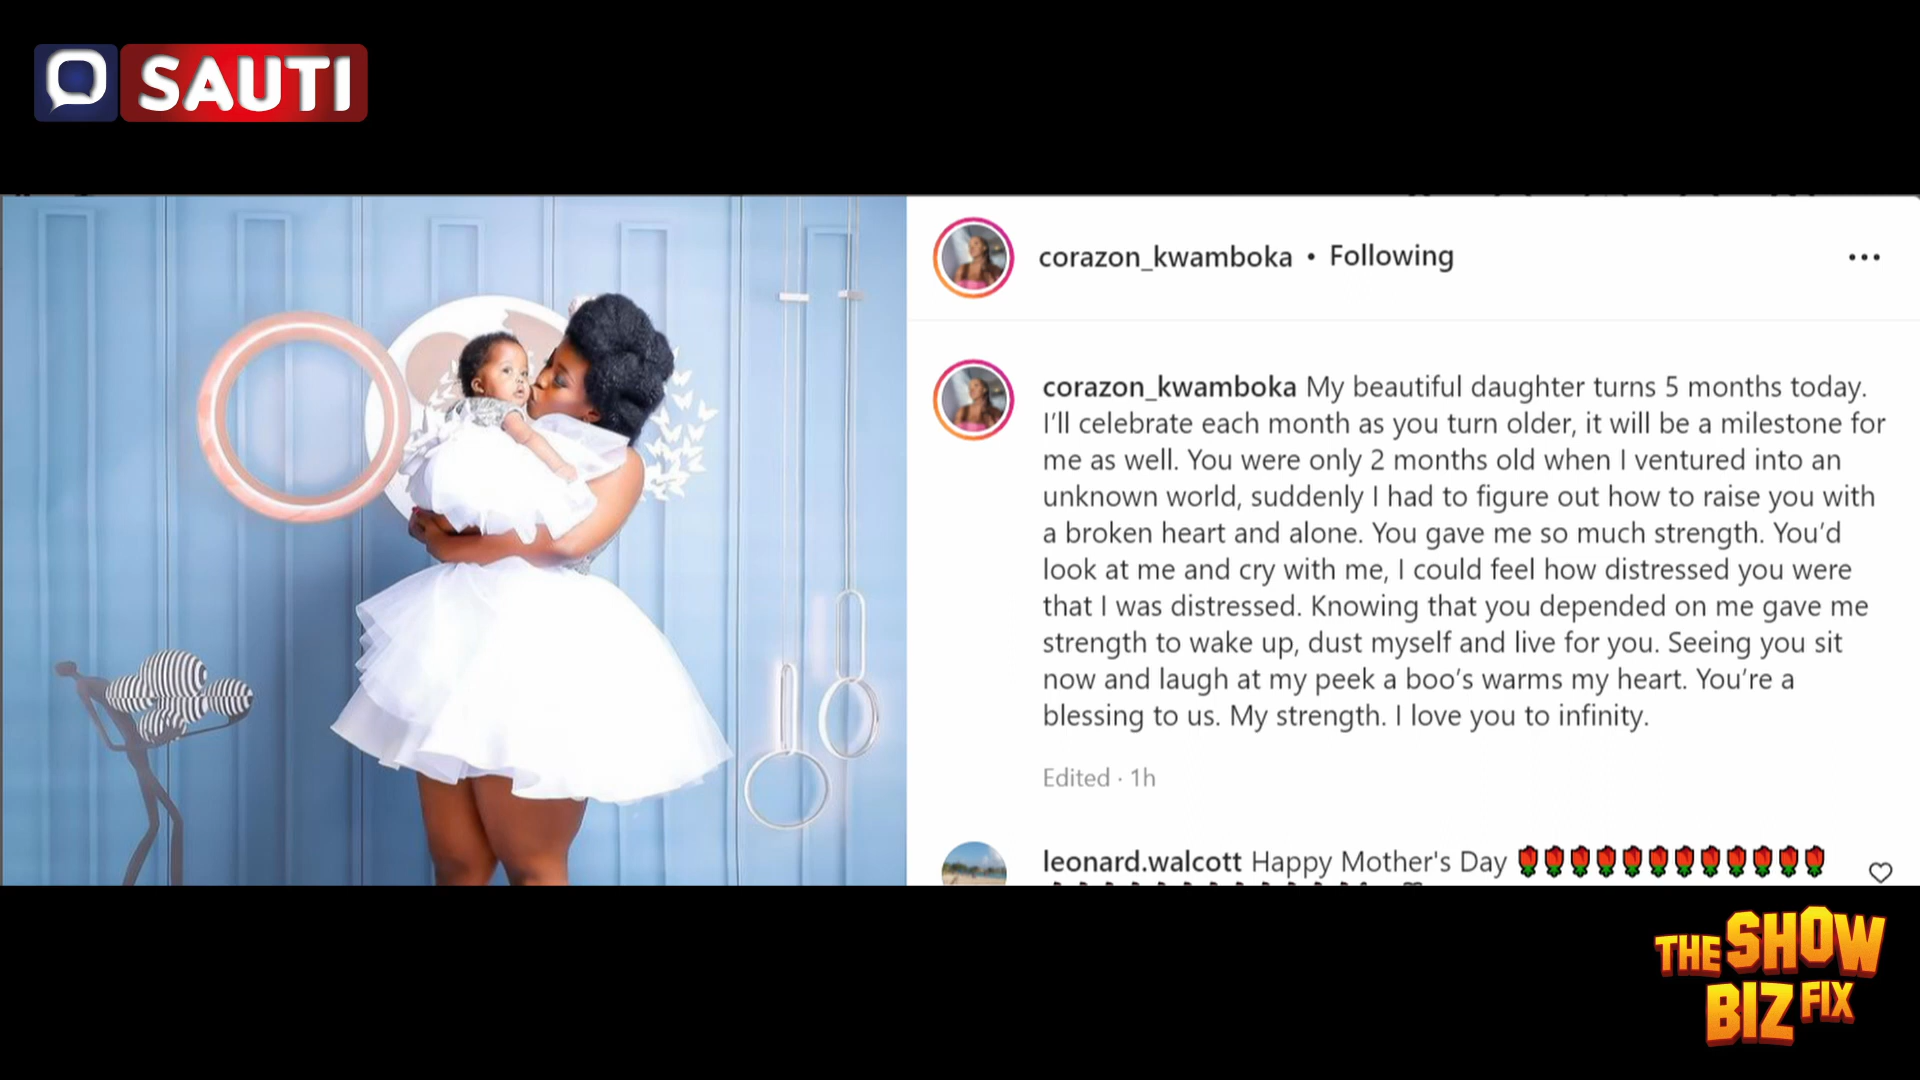 SAUTI
corazon_kwamboka • Following
corazon_kwamboka My beautiful daughter turns 5 months today.
I’ll celebrate each month as you turn older, it will be a milestone for
me as well. You were only 2 months old when I ventured into an
unknown world, suddenly I had to figure out how to raise you with
a broken heart and alone. You gave me so much strength. You’d
look at me and cry with me, I could feel how distressed you were
that I was distressed. Knowing that you depended on me gave me
strength to wake up, dust myself and live for you. Seeing you sit
now and laugh at my peek a boo’s warms my heart. You’re a
blessing to us. My strength. I love you to infinity.
Edited · 1h
leonard.walcott Happy Mother's Day 🌹🌹🌹🌹🌹🌹🌹🌹🌹🌹🌹🌹
THE SHOW
BIZ FIX